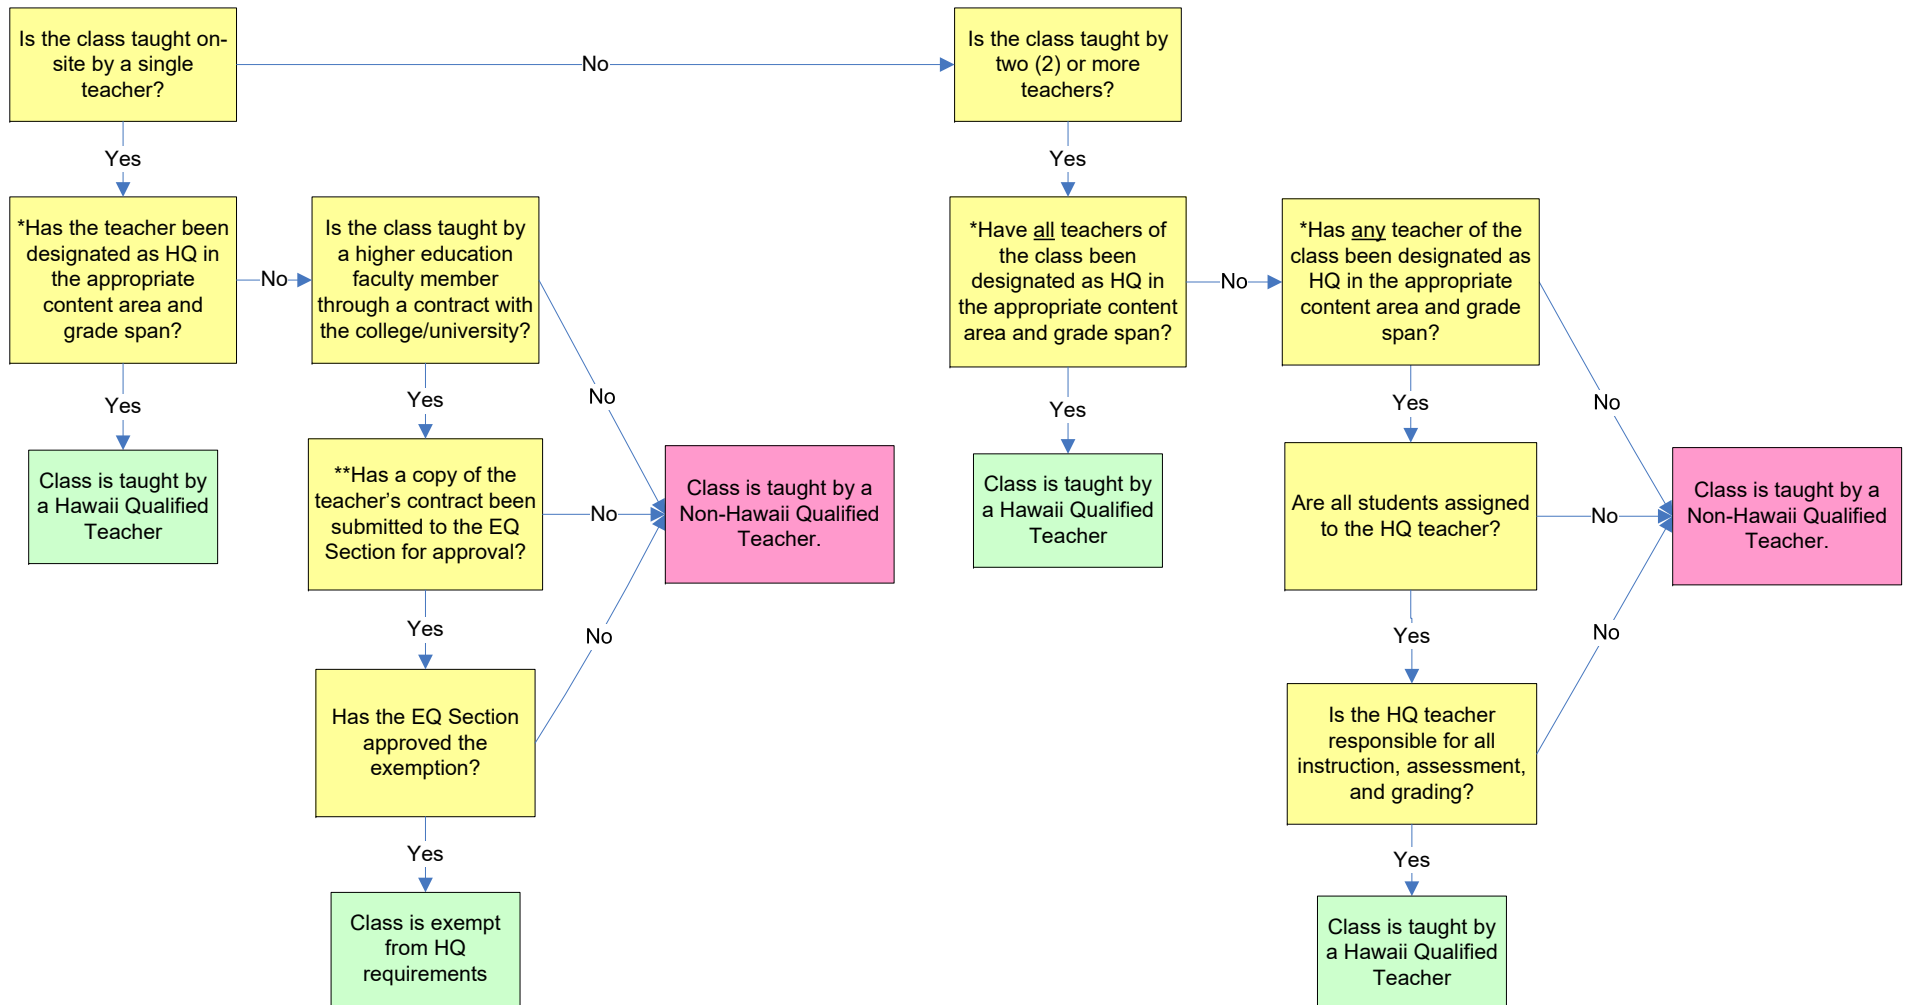 Is the class taught on-
site by a single
teacher?
No
Is the class taught by
two (2) or more
teachers?
Yes
Yes
*Has the teacher been
designated as HQ in
the appropriate
content area and
grade span?
No
Is the class taught by
a higher education
faculty member
through a contract with
the college/university?
*Have all teachers of
the class been
designated as HQ in
the appropriate content
area and grade span?
No
*Has any teacher of the
class been designated as
HQ in the appropriate
content area and grade
span?
Yes
Yes
No
Yes
Yes
No
Class is taught by
a Hawaii Qualified
Teacher
**Has a copy of the
teacher’s contract been
submitted to the EQ
Section for approval?
No
Class is taught by a
Non-Hawaii Qualified
Teacher.
Class is taught by
a Hawaii Qualified
Teacher
Are all students assigned
to the HQ teacher?
No
Class is taught by a
Non-Hawaii Qualified
Teacher.
Yes
No
Yes
No
Has the EQ Section
approved the
exemption?
Is the HQ teacher
responsible for all
instruction, assessment,
and grading?
Yes
Yes
Class is exempt
from HQ
requirements
Class is taught by
a Hawaii Qualified
Teacher